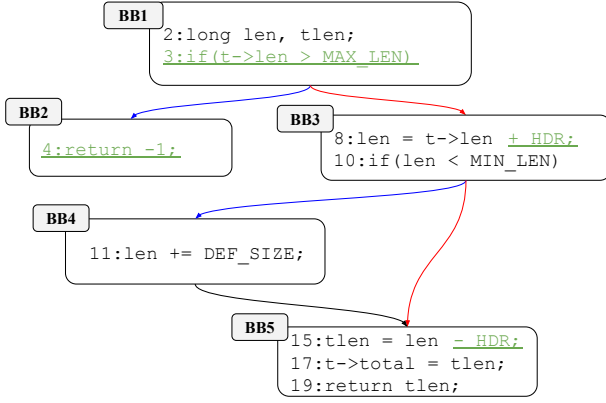 BB1
2:long len, tlen;
3:if(t->len > MAX_LEN)
BB2
4:return -1;
BB3
8:len = t->len + HDR;
10:if(len < MIN_LEN)
BB4
11:len += DEF_SIZE;
BB5
15:tlen = len - HDR;
17:t->total = tlen;
19:return tlen;